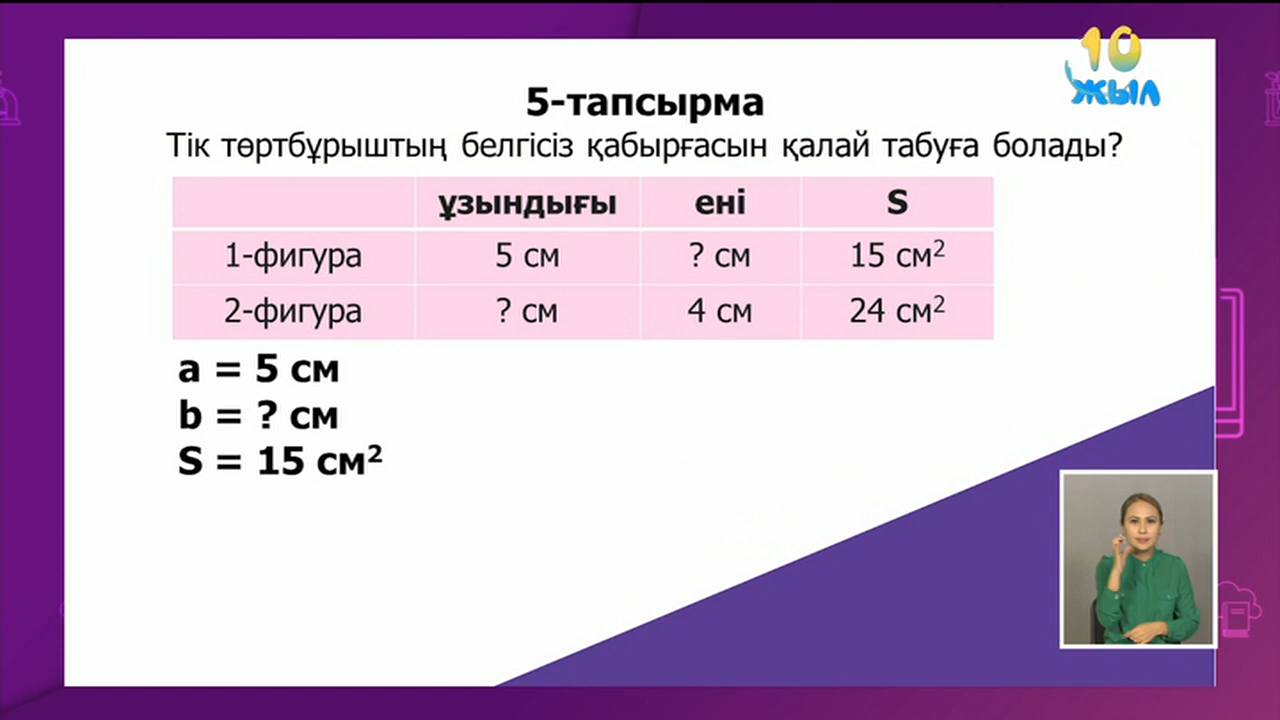 10
ЖЫЛ
5-тапсырма
Тік төртбұрыштың белгісіз қабырғасын қалай табуға болады?
ұзындығы ені S
1-фигура 5 см ? см 15 см²
2-фигура ? см 4 см 24 см²
a = 5 см
b = ? см
S = 15 см²